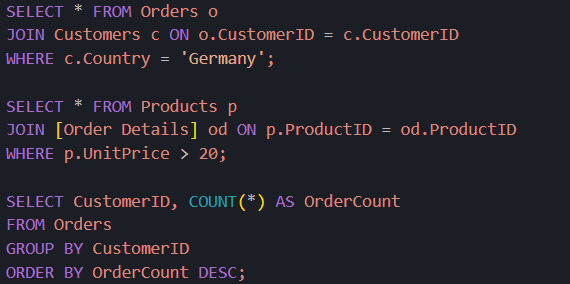 SELECT * FROM Orders o
JOIN Customers c ON o.CustomerID = c.CustomerID
WHERE c.Country = 'Germany';
SELECT * FROM Products p
JOIN [Order Details] od ON p.ProductID = od.ProductID
WHERE p.UnitPrice > 20;
SELECT CustomerID, COUNT(*) AS OrderCount
FROM Orders
GROUP BY CustomerID
ORDER BY OrderCount DESC;